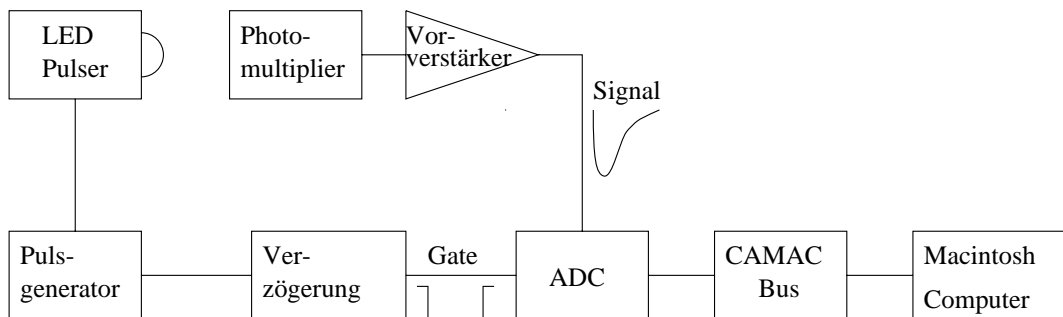 LED
Pulser
Photo-
multiplier
Vor-
verstärker
Signal
Puls-
generator
Ver-
zögerung
Gate
ADC
CAMAC
Bus
Macintosh
Computer